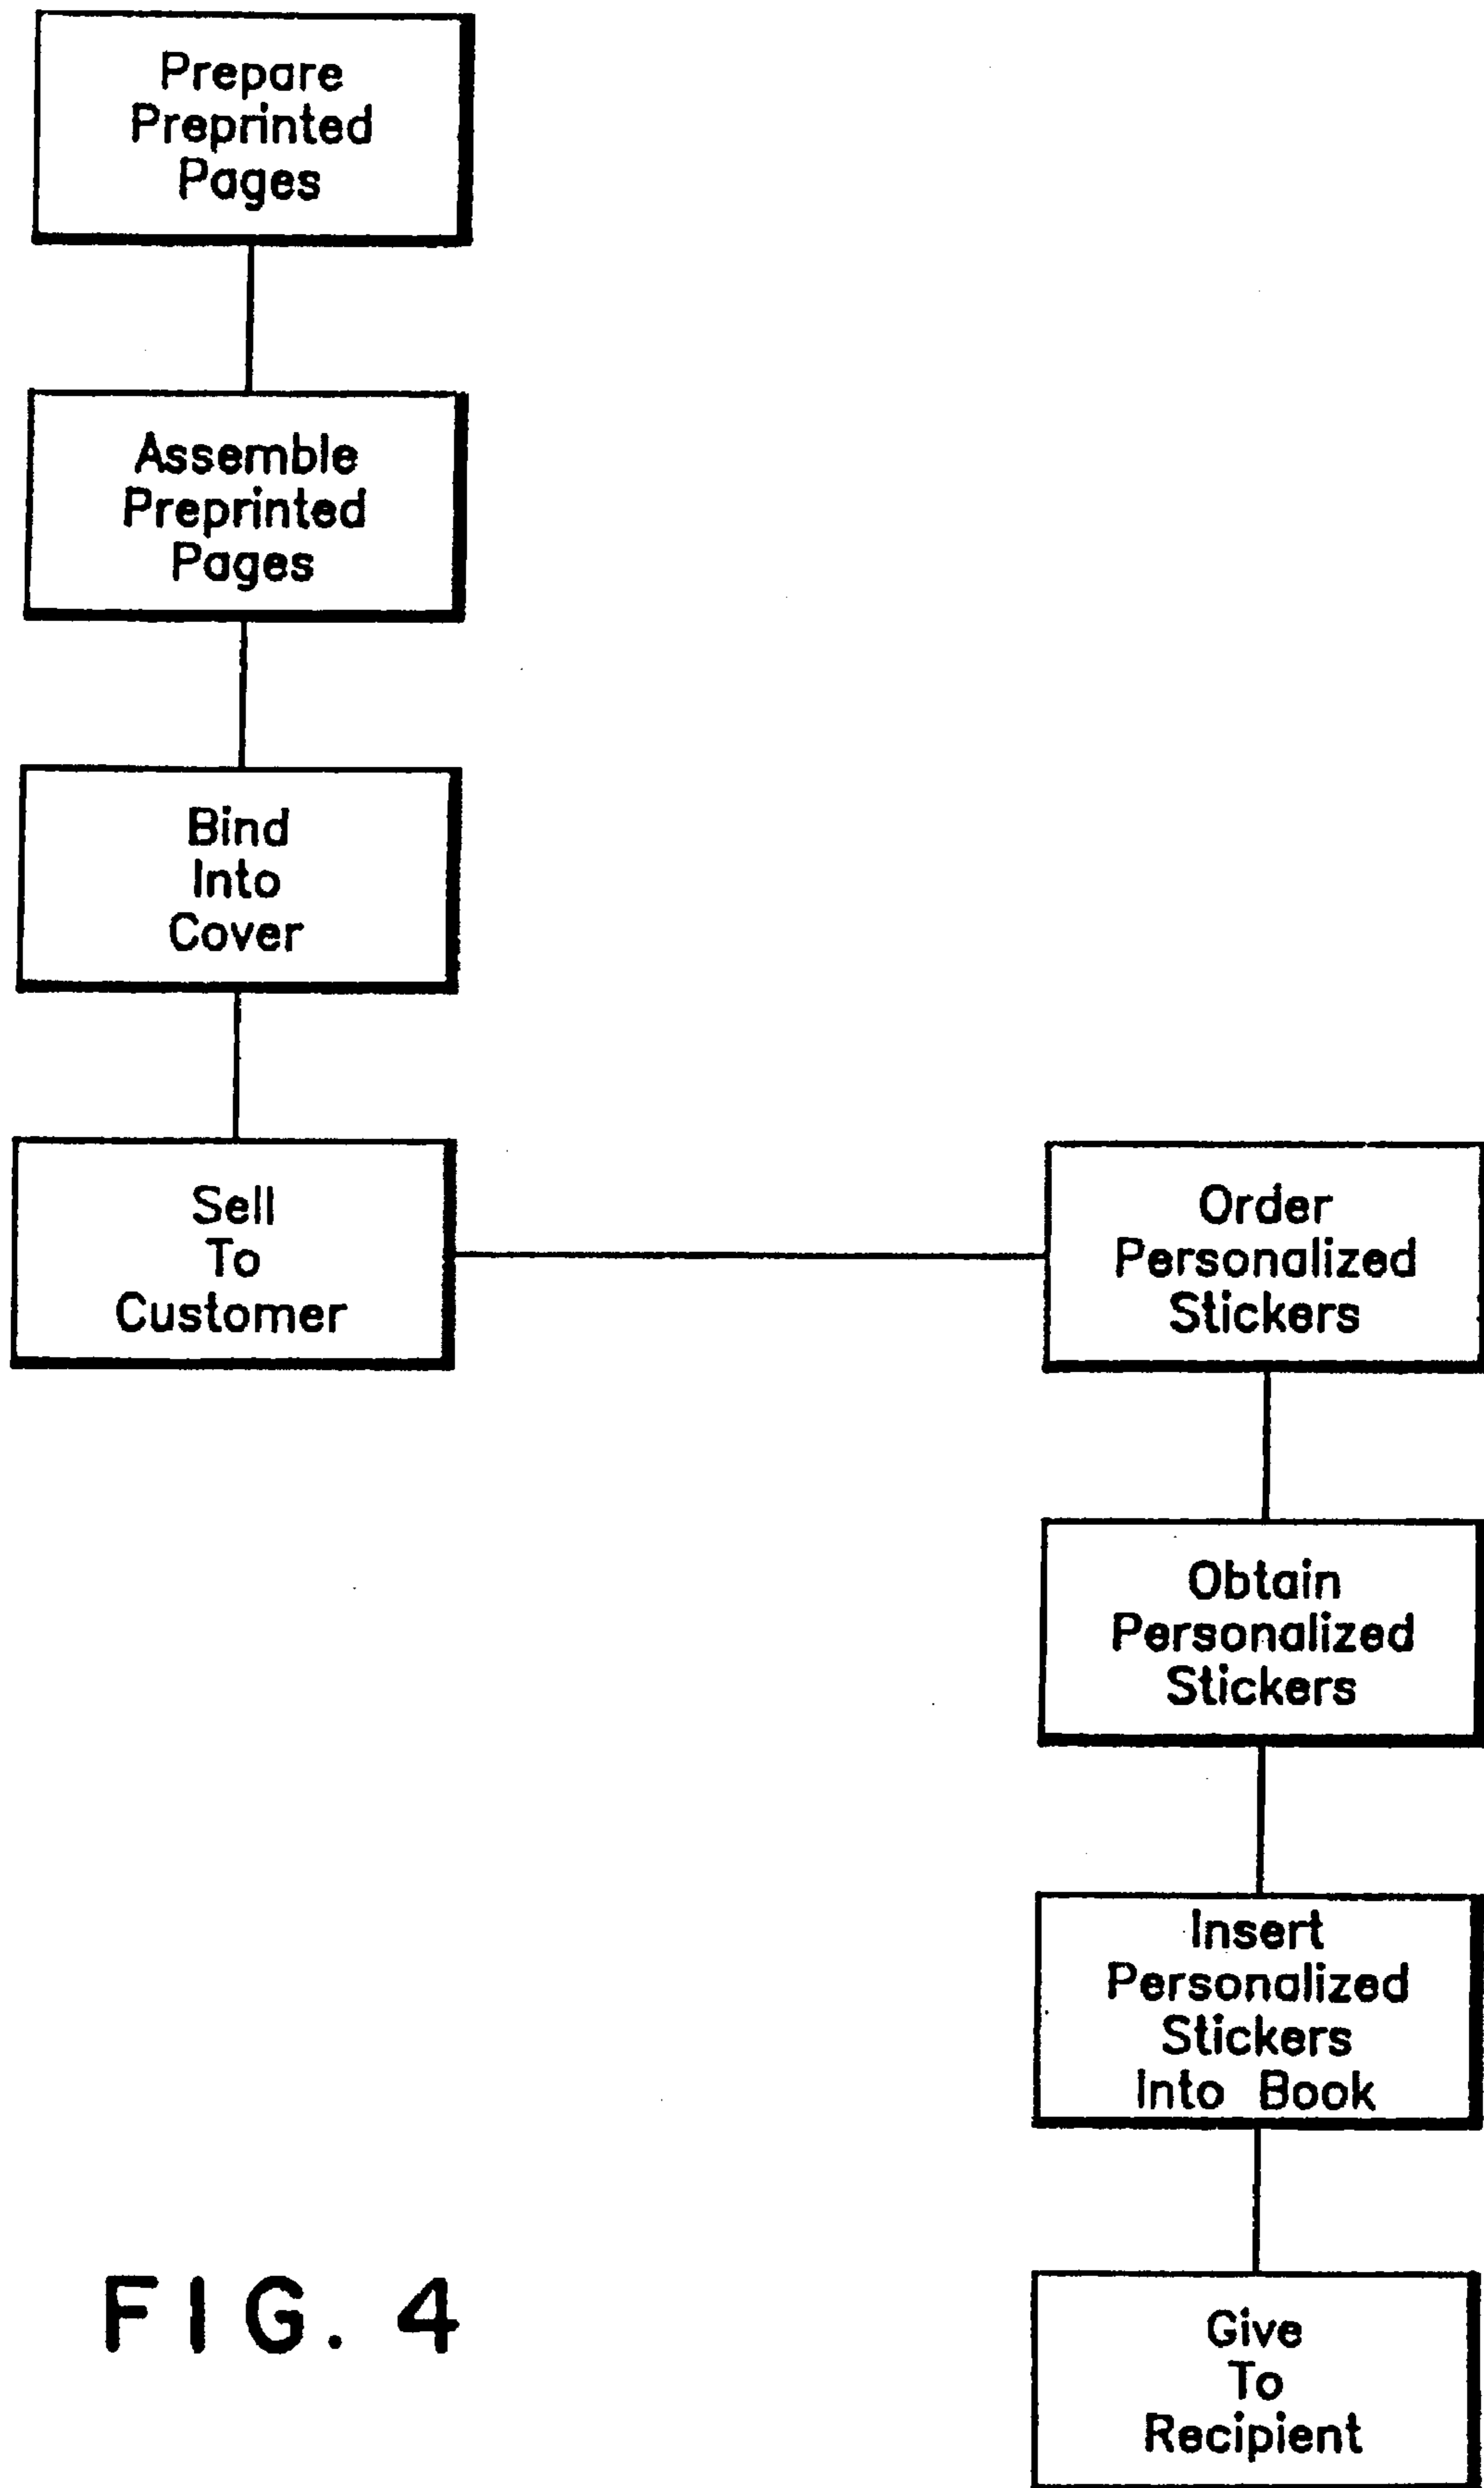 Prepare
Preprinted
Pages
Assemble
Preprinted
Pages
Bind
Into
Cover
Sell
To
Customer
Order
Personalized
Stickers
Obtain
Personalized
Stickers
Insert
Personalized
Stickers
Into Book
Give
To
Recipient
FIG. 4